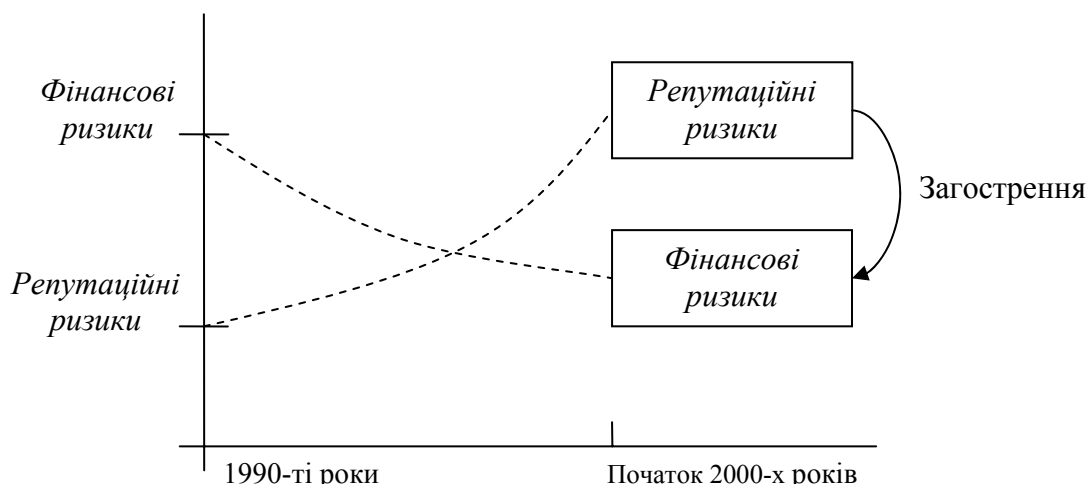 Фінансові
ризики
Репутаційні
ризики
Репутаційні
ризики
Загострення
Фінансові
ризики
1990-ті роки
Початок 2000-х років